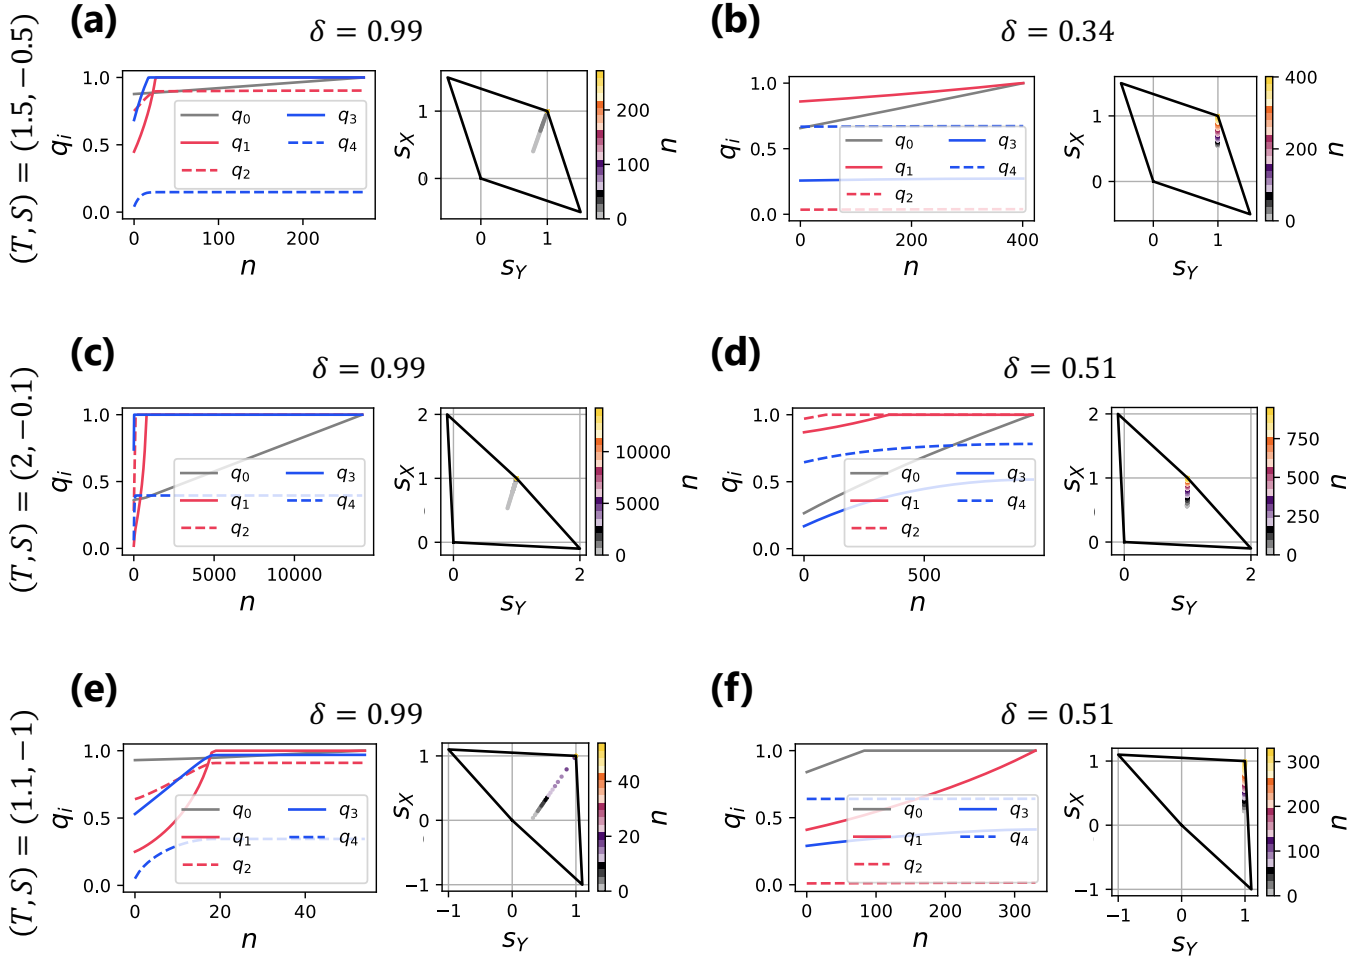 (a)
δ = 0.99
(b)
δ = 0.34
(T, S) = (1.5, −0.5)
1.0
0.5
0.0
q_i
0
100
200
n
q_0
q_1
q_2
q_3
q_4
1
0
s_X
0
1
s_Y
200
100
0
n
1.0
0.5
0.0
q_i
0
200
400
n
q_0
q_1
q_2
q_3
q_4
1
0
s_X
0
1
s_Y
400
200
0
n
(c)
δ = 0.99
(d)
δ = 0.51
(T, S) = (2, −0.1)
1.0
0.5
0.0
q_i
0
5000
10000
n
q_0
q_1
q_2
q_3
q_4
2
1
0
s_X
0
2
s_Y
10000
5000
0
n
1.0
0.5
0.0
q_i
0
500
n
q_0
q_1
q_2
q_3
q_4
2
1
0
s_X
0
2
s_Y
750
500
250
0
n
(e)
δ = 0.99
(f)
δ = 0.51
(T, S) = (1.1, −1)
1.0
0.5
0.0
q_i
0
20
40
n
q_0
q_1
q_2
q_3
q_4
1
0
−1
s_X
−1
0
1
s_Y
40
20
0
n
1.0
0.5
0.0
q_i
0
100
200
300
n
q_0
q_1
q_2
q_3
q_4
1
0
−1
s_X
−1
0
1
s_Y
300
200
100
0
n